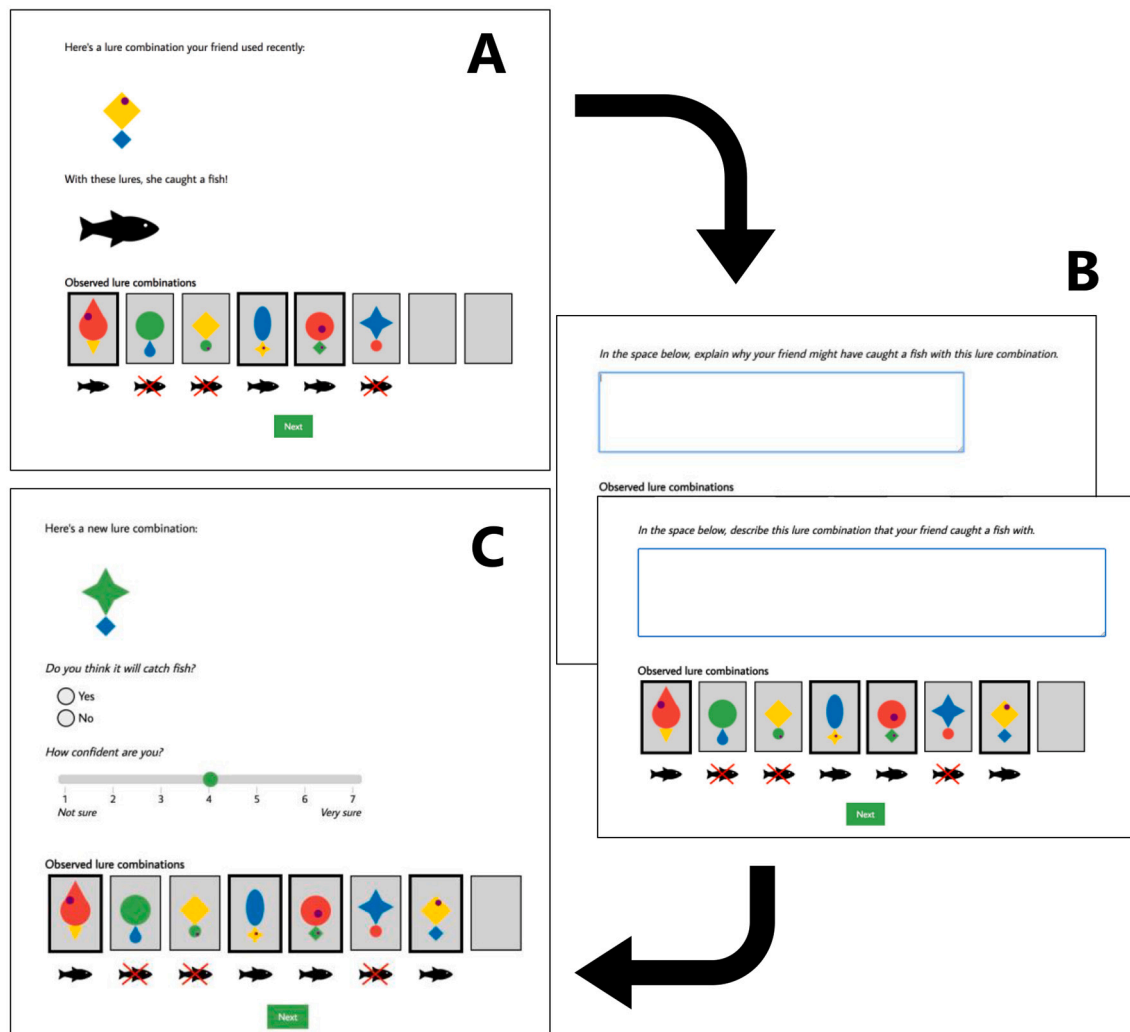 A
Here's a lure combination your friend used recently:
With these lures, she caught a fish!
Observed lure combinations
Next
B
In the space below, explain why your friend might have caught a fish with this lure combination.
Observed lure combinations
In the space below, describe this lure combination that your friend caught a fish with.
Observed lure combinations
Next
C
Here's a new lure combination:
Do you think it will catch fish?
Yes
No
How confident are you?
1 2 3 4 5 6 7
Not sure Very sure
Observed lure combinations
Next